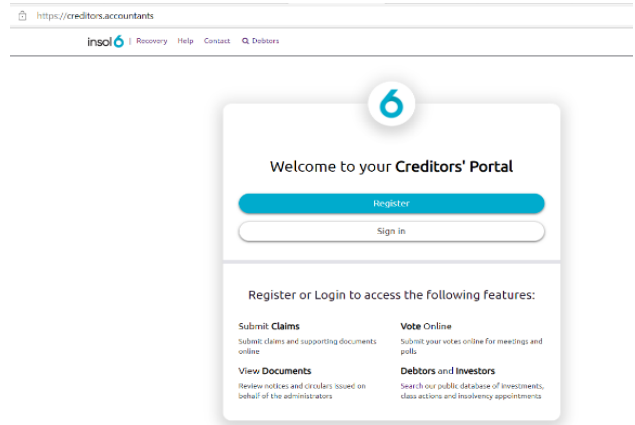 https://creditors.accountants
insol6 | Recovery Help Contact Debtors
6
Welcome to your Creditors' Portal
Register
Sign in
Register or Login to access the following features:
Submit Claims
Submit claims and supporting documents
online
Vote Online
Submit your votes online for meetings and
polls
View Documents
Review notices and circulars issued on
behalf of the administrators
Debtors and Investors
Search our public database of Investments,
class actions and insolvency appointments